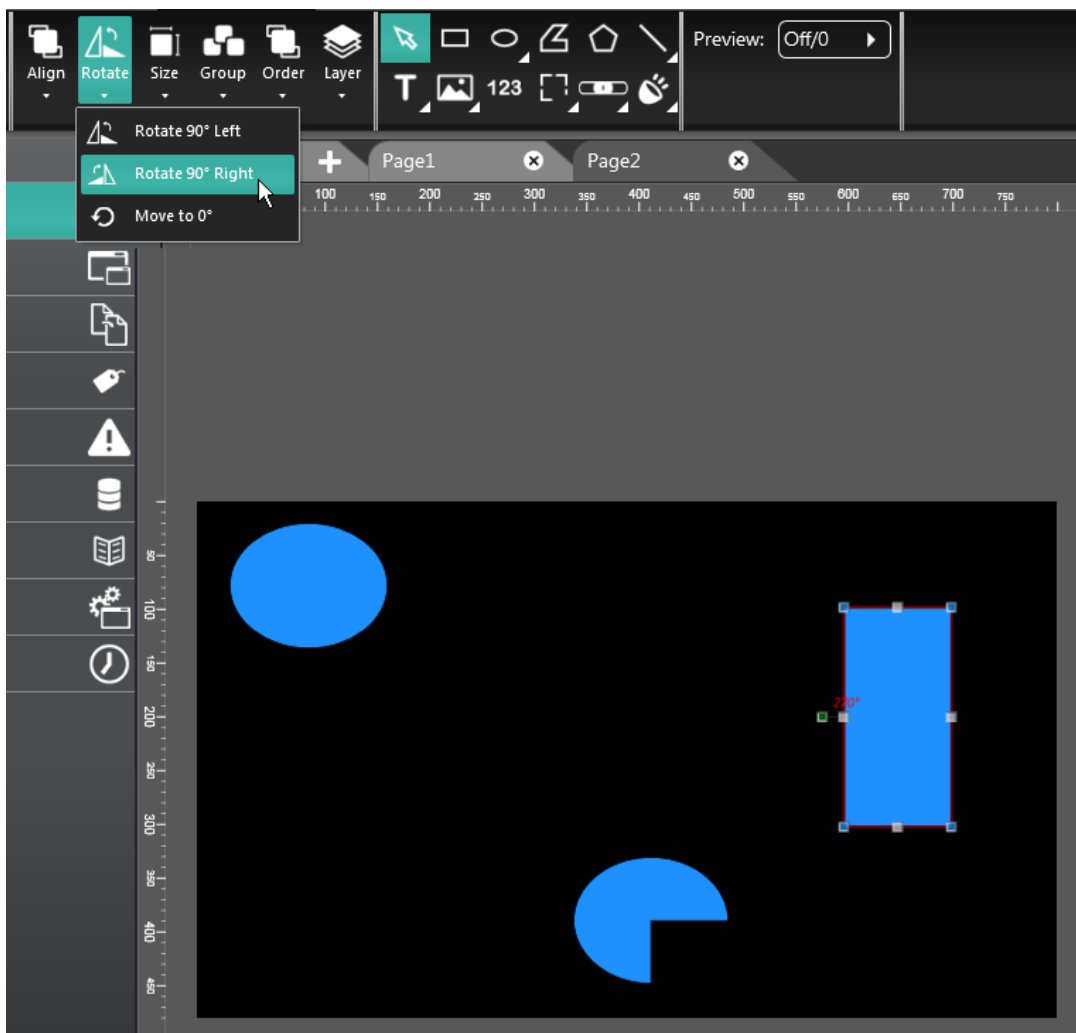 Align Rotate Size Group Order Layer
Preview: Off/0
T 123
Rotate 90° Left
Rotate 90° Right
Move to 0°
Page1 Page2
100 150 200 250 300 350 400 450 500 550 600 650 700 750
50
100
150
200
250
300
350
400
450
270°